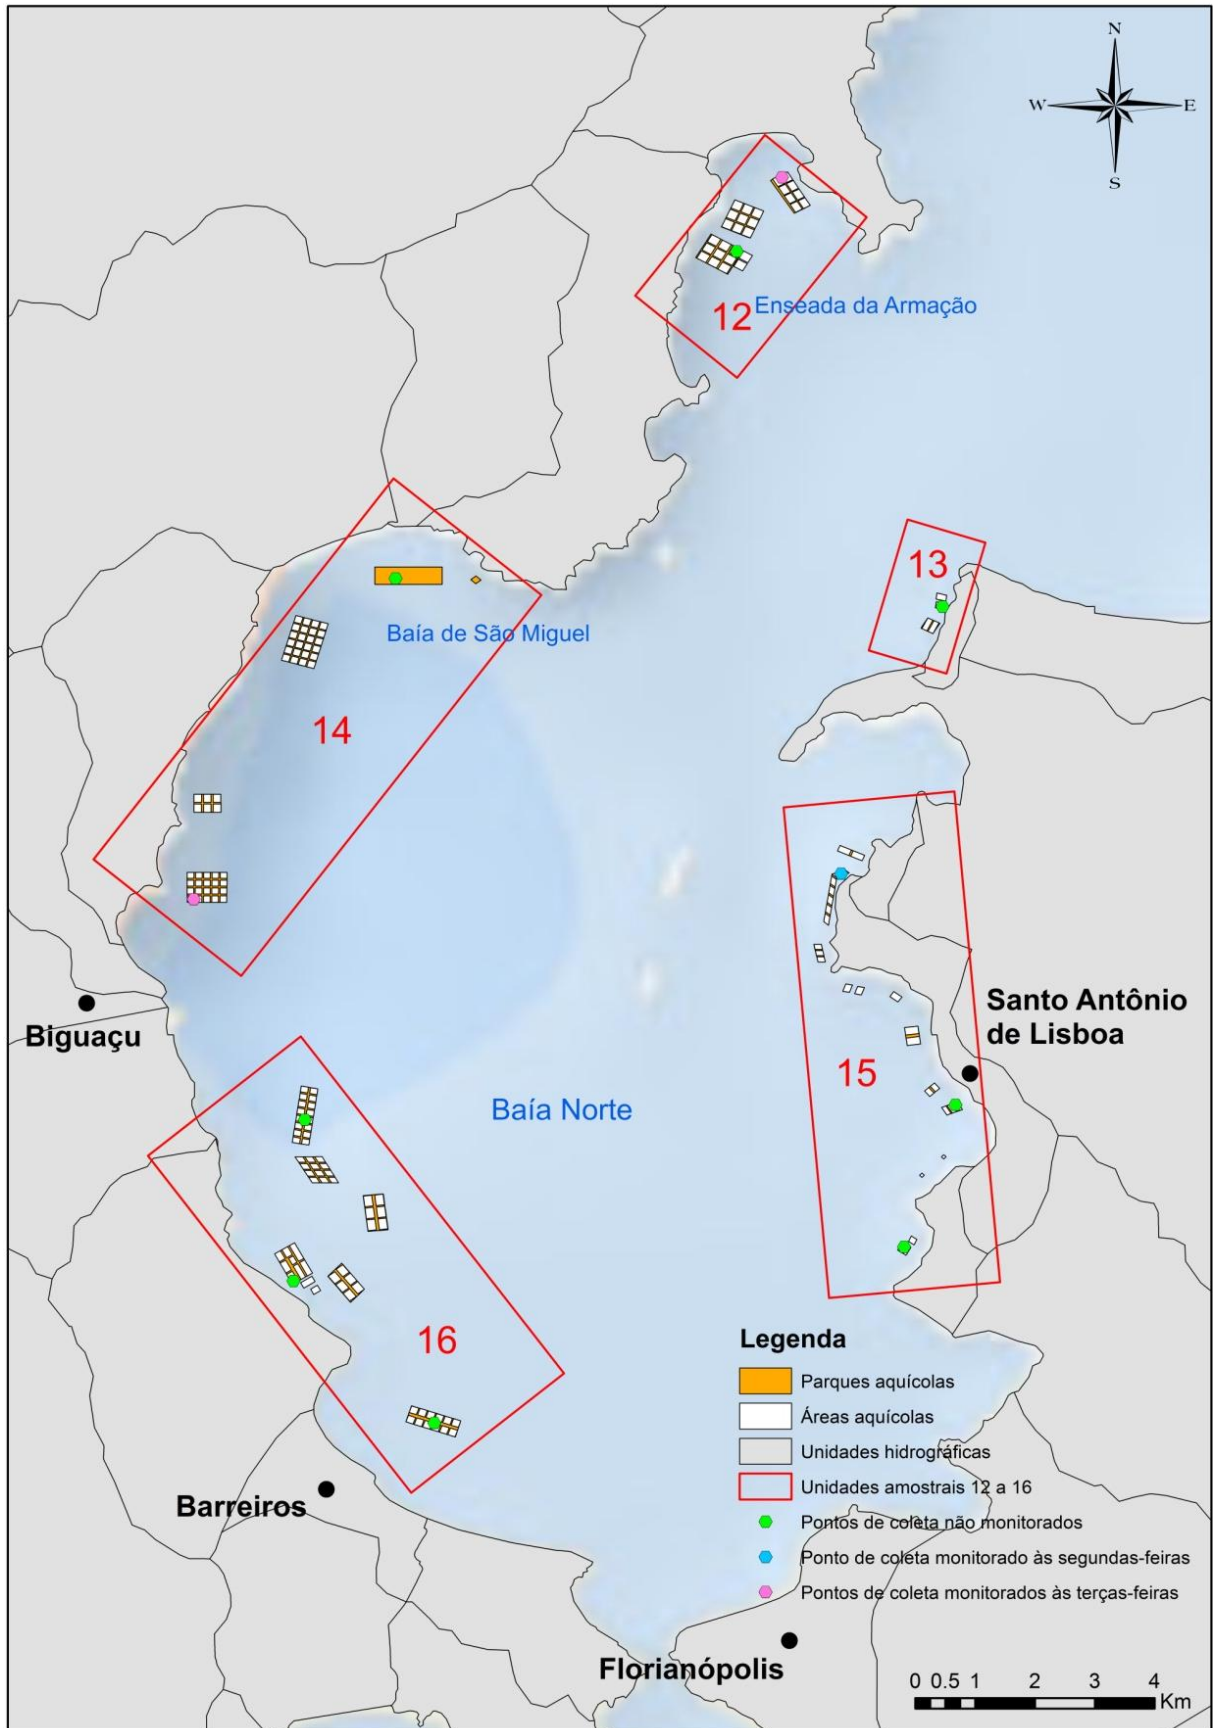 N
W
E
S
12
Enseada da Armação
13
Baía de São Miguel
14
Santo Antônio
de Lisboa
Biguaçu
15
Baía Norte
16
Legenda
Parques aquícolas
Áreas aquícolas
Unidades hidrográficas
Unidades amostrais 12 a 16
Pontos de coleta não monitorados
Ponto de coleta monitorado às segundas-feiras
Pontos de coleta monitorados às terças-feiras
Barreiros
Florianópolis
0 0.5 1 2 3 4
Km